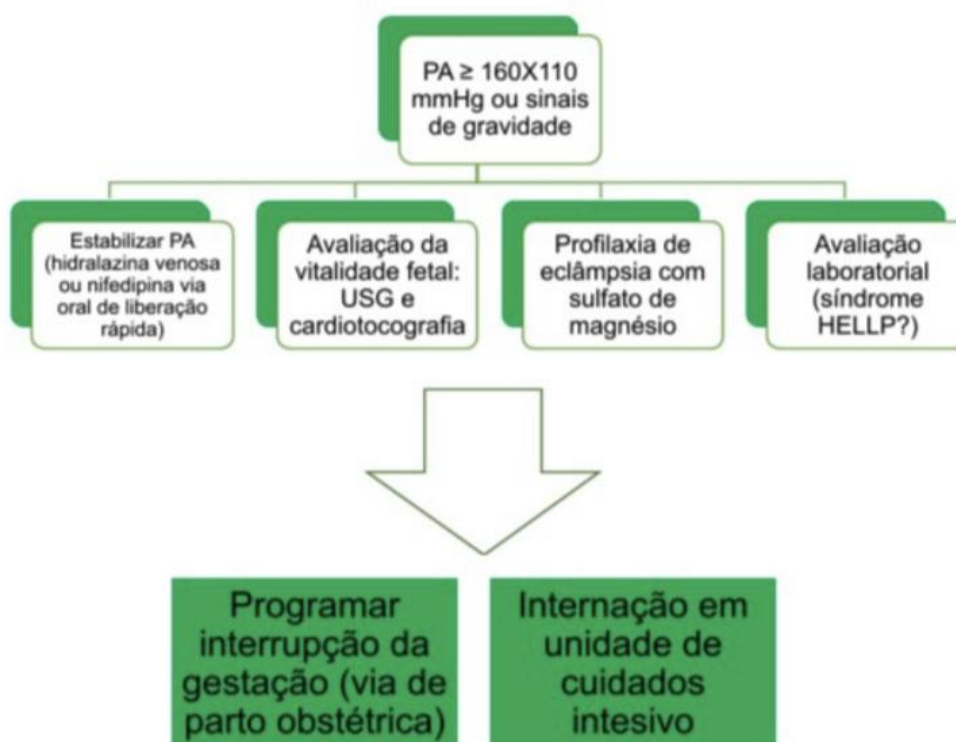 PA ≥ 160X110
mmHg ou sinais
de gravidade
Estabilizar PA
(hidralazina venosa
ou nifedipina via
oral de liberação
rápida)
Avaliação da
vitalidade fetal:
USG e
cardiotocografia
Profilaxia de
eclâmpsia com
sulfato de
magnésio
Avaliação
laboratorial
(síndrome
HELLP?)
Programar
interrupção da
gestação (via de
parto obstétrica)
Internação em
unidade de
cuidados
intesivo